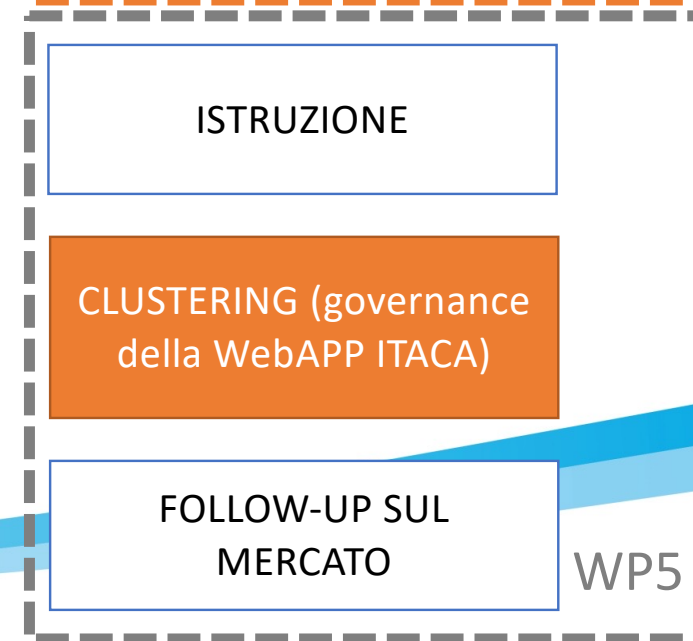 ISTRUZIONE
CLUSTERING (governance
della WebAPP ITACA)
FOLLOW-UP SUL
MERCATO
WP5